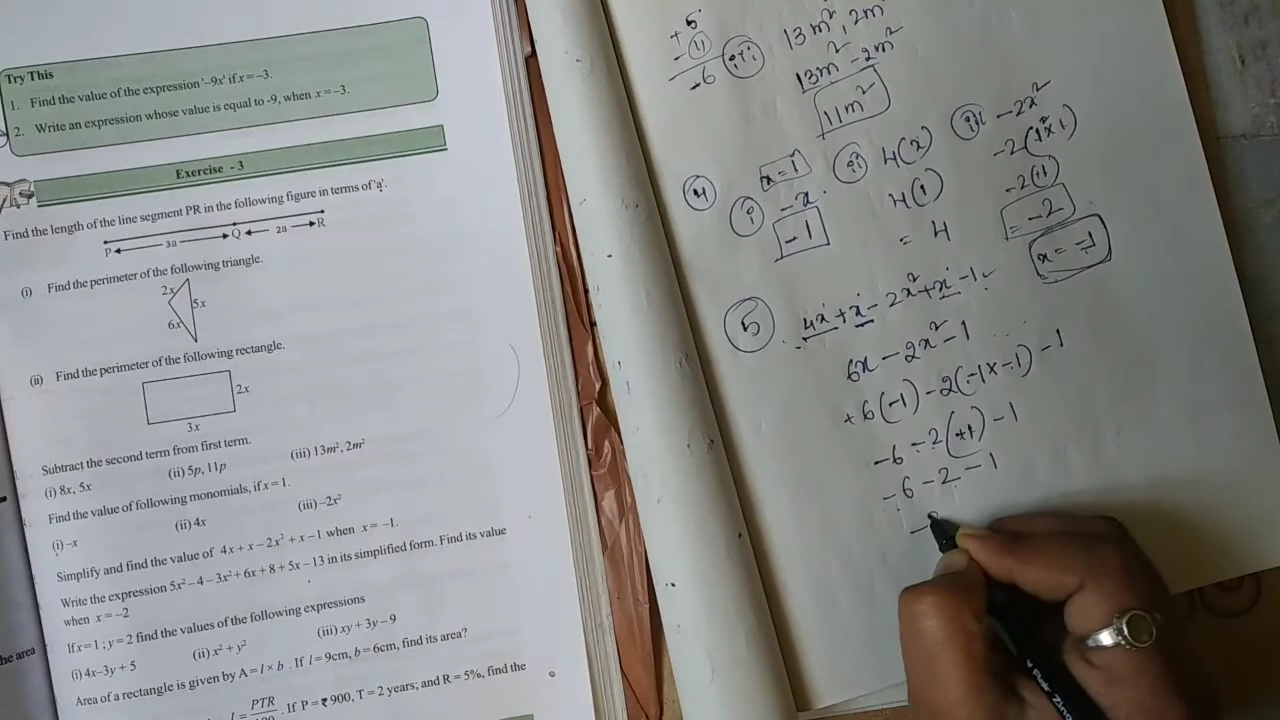 Try This
1. Find the value of the expression '–9x' if x = –3.
2. Write an expression whose value is equal to -9, when x = –3.
Exercise - 3
Find the length of the line segment PR in the following figure in terms of 'a'.
P 3a Q 2a R
(i) Find the perimeter of the following triangle.
2x 5x
6x
(ii) Find the perimeter of the following rectangle.
2x
3x
Subtract the second term from first term.
(i) 8x, 5x (ii) 5p, 11p (iii) 13m², 2m²
Find the value of following monomials, if x = 1.
(i) –x (ii) 4x (iii) –2x²
Simplify and find the value of 4x + x – 2x² + x – 1 when x = –1.
Write the expression 5x² – 4 – 3x² + 6x + 8 + 5x – 13 in its simplified form. Find its value
when x = –2
If x = 1 ; y = 2 find the values of the following expressions
(i) 4x–3y + 5 (ii) x² + y² (iii) xy + 3y – 9
he area
Area of a rectangle is given by A = l × b . If l = 9cm, b = 6cm, find its area?
PTR
. If P = ₹ 900, T = 2 years; and R = 5%, find the
+5
-11
-6
iii 13m², 2m²
13m² - 2m²
11m²
4 x = 1
i -x
-1
ii 4(x)
4(1)
= 4
iii -2x²
-2(1²x1)
-2(1)
= -2
x = -1
5 4x + x - 2x² + x - 1
6x - 2x² - 1
+6(-1) - 2(-1x-1) - 1
-6 - 2(+1) - 1
-6 - 2 - 1